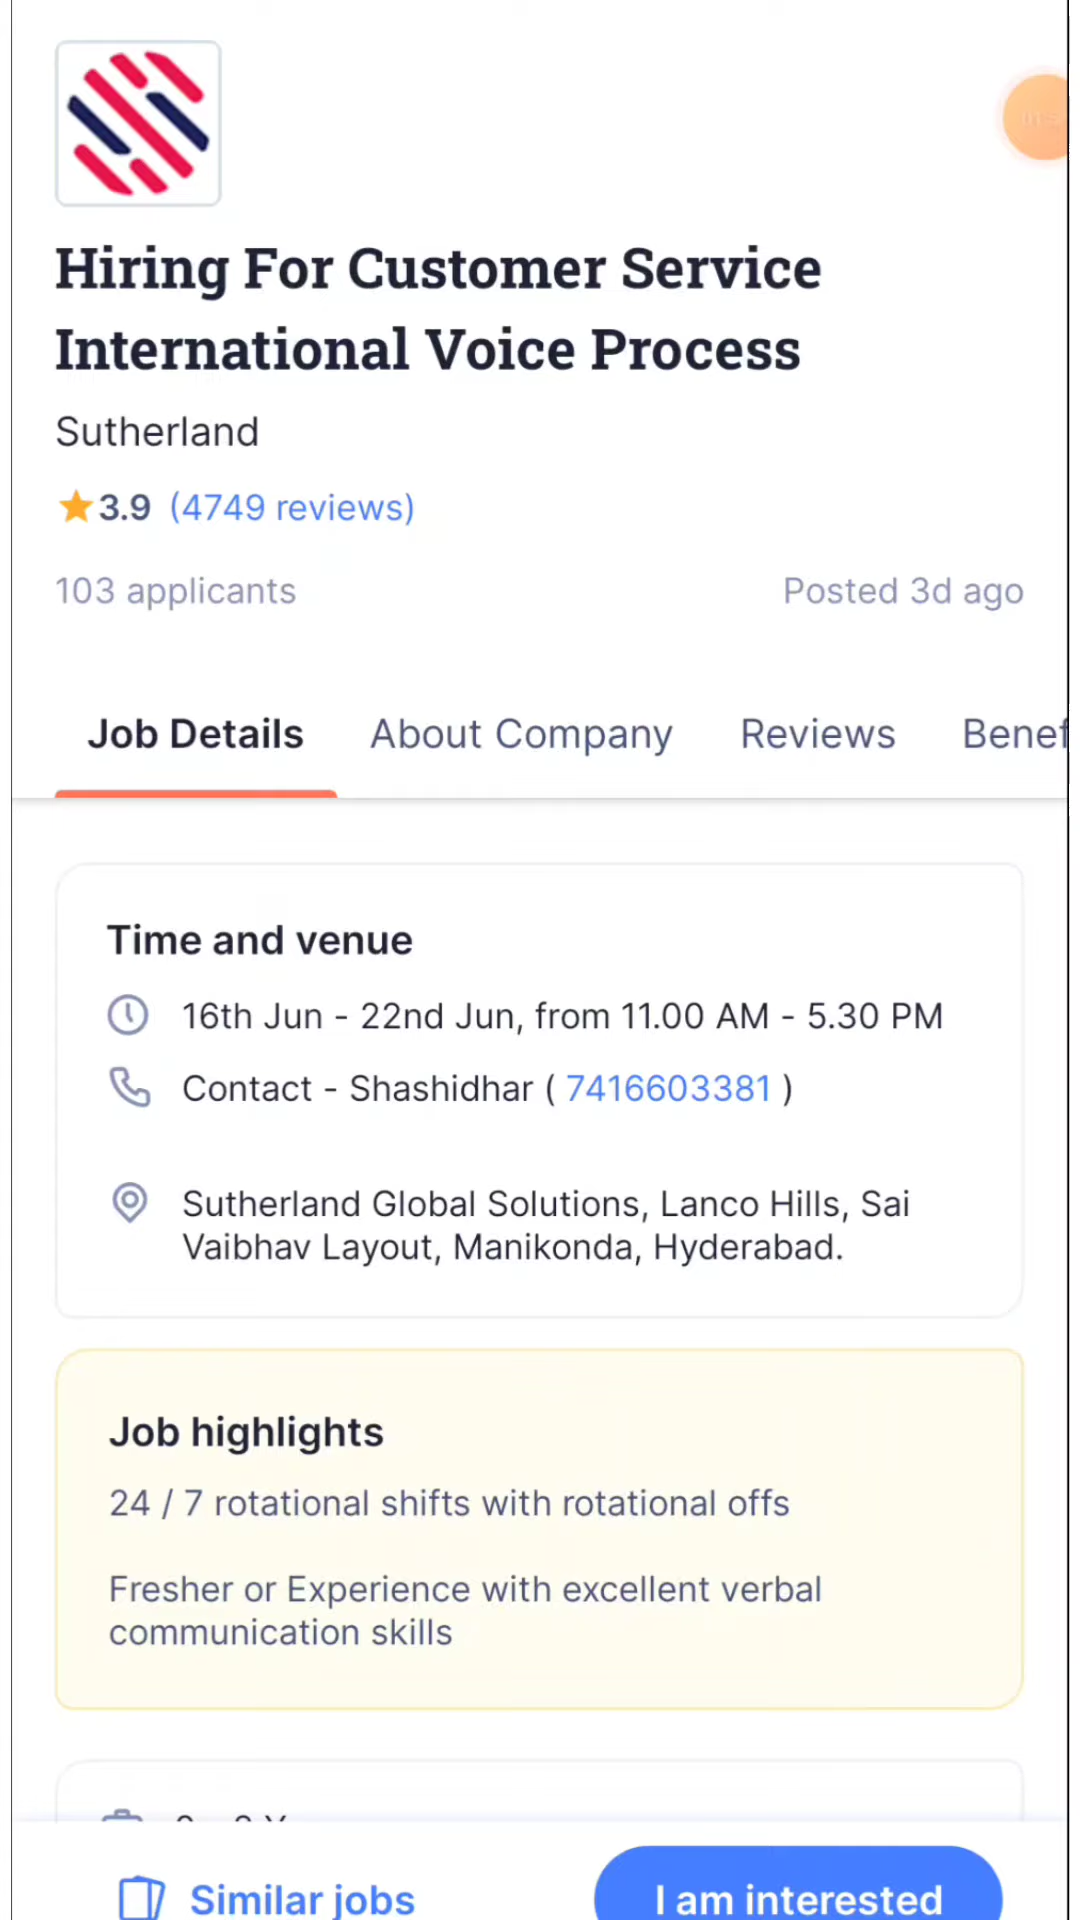 Hiring For Customer Service
International Voice Process
Sutherland
3.9 (4749 reviews)
103 applicants Posted 3d ago
Job Details About Company Reviews Benef
Time and venue
16th Jun - 22nd Jun, from 11.00 AM - 5.30 PM
Contact - Shashidhar ( 7416603381 )
Sutherland Global Solutions, Lanco Hills, Sai
Vaibhav Layout, Manikonda, Hyderabad.
Job highlights
24 / 7 rotational shifts with rotational offs
Fresher or Experience with excellent verbal
communication skills
Similar jobs I am interested